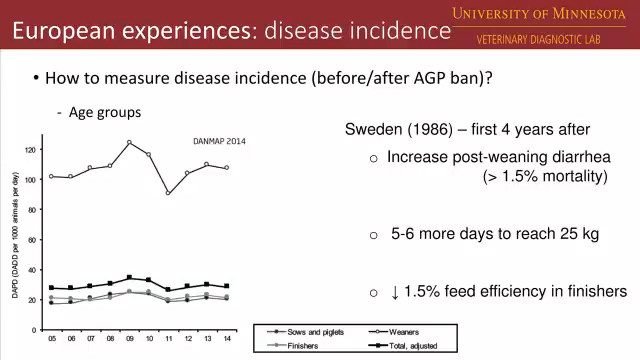 European experiences: disease incidence
UNIVERSITY OF MINNESOTA
VETERINARY DIAGNOSTIC LAB
• How to measure disease incidence (before/after AGP ban)?
- Age groups
DANMAP 2014
DAPD (DADD per 1000 animals per day)
120
100
80
60
40
20
0
05 06 07 08 09 10 11 12 13 14
Sows and piglets
Weaners
Finishers
Total, adjusted
Sweden (1986) – first 4 years after
o Increase post-weaning diarrhea
(> 1.5% mortality)
o 5-6 more days to reach 25 kg
o ↓ 1.5% feed efficiency in finishers